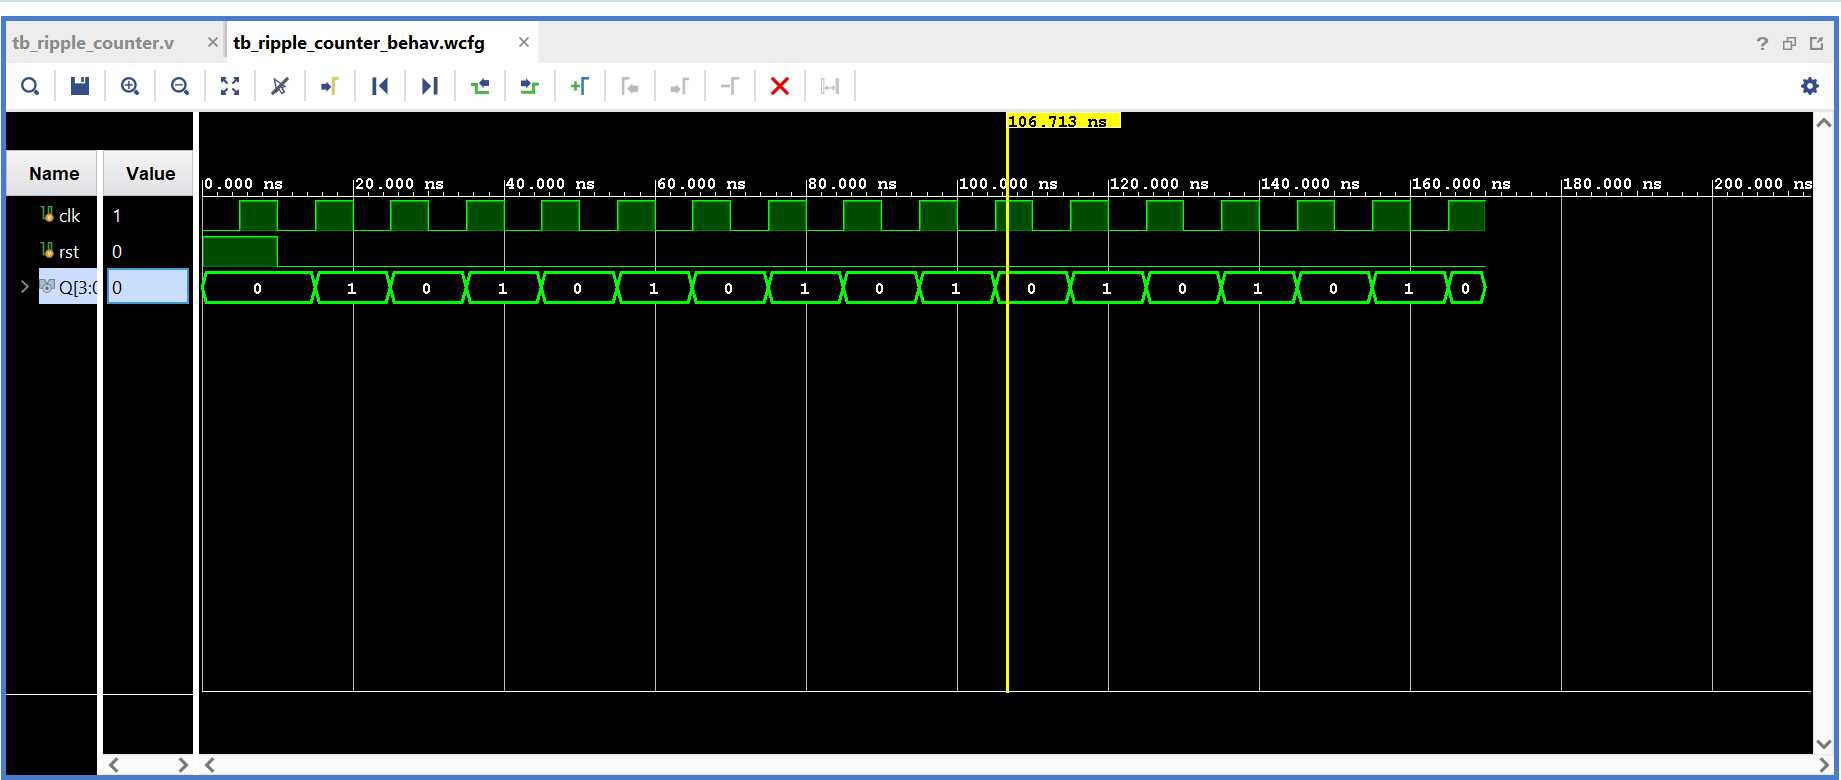 tb_ripple_counter.v × tb_ripple_counter_behav.wcfg ×
?
106.713 ns
Name Value
0.000 ns 20.000 ns 40.000 ns 60.000 ns 80.000 ns 100.000 ns 120.000 ns 140.000 ns 160.000 ns 180.000 ns 200.000 ns
clk 1
rst 0
Q[3:0 0 0 1 0 1 0 1 0 1 0 1 0 1 0 1 0 1 0